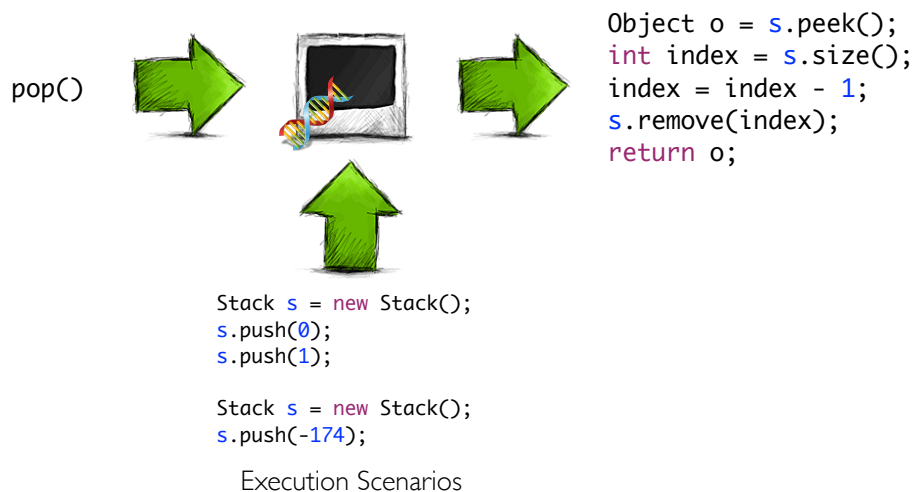 pop()
Object o = s.peek();
int index = s.size();
index = index - 1;
s.remove(index);
return o;
Stack s = new Stack();
s.push(0);
s.push(1);
Stack s = new Stack();
s.push(-174);
Execution Scenarios